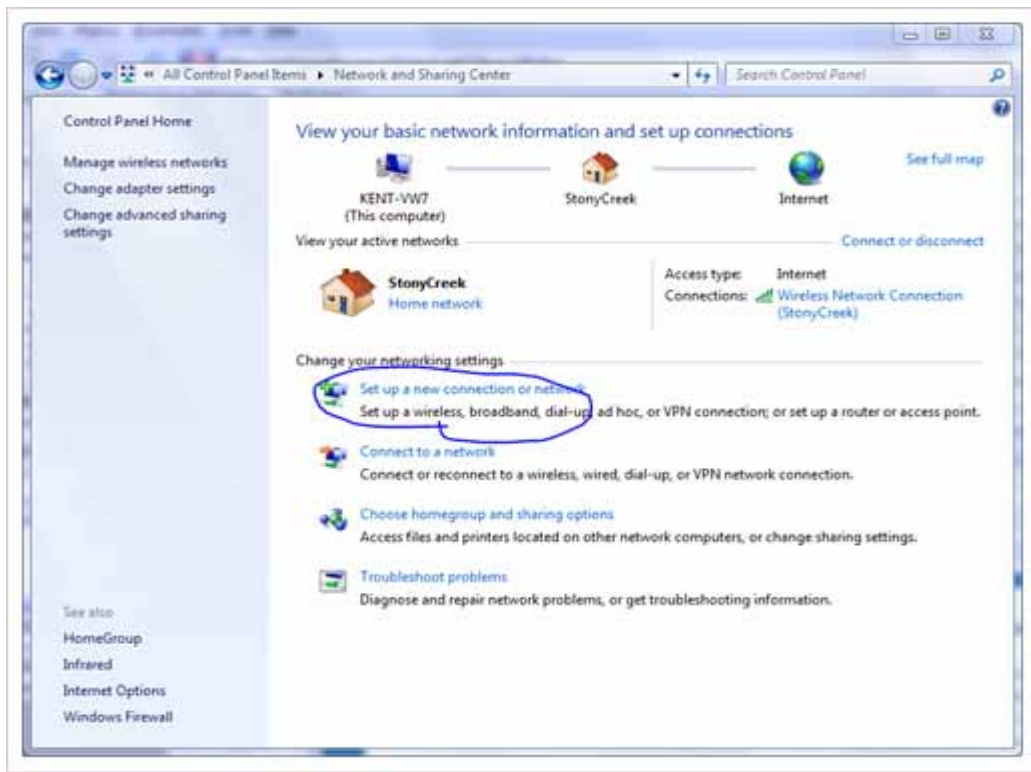 All Control Panel Items Network and Sharing Center Search Control Panel
Control Panel Home
Manage wireless networks
Change adapter settings
Change advanced sharing
settings
See also
HomeGroup
Infrared
Internet Options
Windows Firewall
View your basic network information and set up connections
See full map
KENT-VW7
(This computer)
StonyCreek
Internet
View your active networks
Connect or disconnect
StonyCreek
Home network
Access type: Internet
Connections: Wireless Network Connection
(StonyCreek)
Change your networking settings
Set up a new connection or network
Set up a wireless, broadband, dial-up, ad hoc, or VPN connection; or set up a router or access point.
Connect to a network
Connect or reconnect to a wireless, wired, dial-up, or VPN network connection.
Choose homegroup and sharing options
Access files and printers located on other network computers, or change sharing settings.
Troubleshoot problems
Diagnose and repair network problems, or get troubleshooting information.